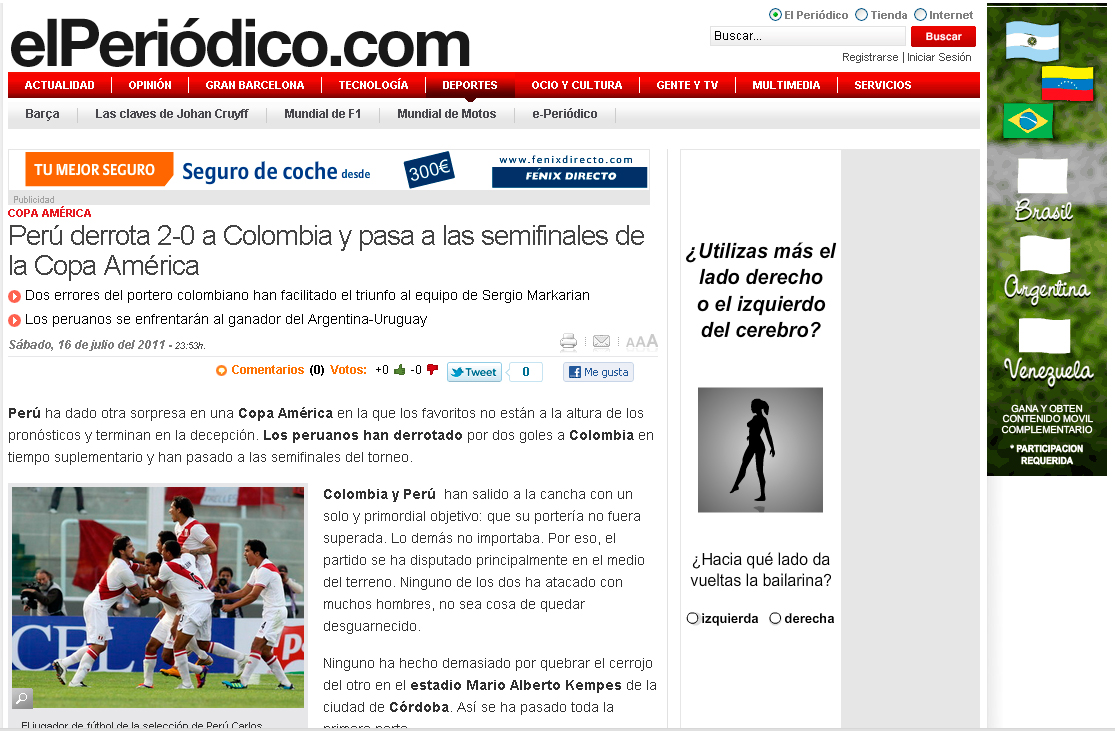 El Periódico Tienda Internet
elPeriódico.com
Buscar... Buscar
Registrarse | Iniciar Sesión
ACTUALIDAD OPINIÓN GRAN BARCELONA TECNOLOGÍA DEPORTES OCIO Y CULTURA GENTE Y TV MULTIMEDIA SERVICIOS
Barça Las claves de Johan Cruyff Mundial de F1 Mundial de Motos e-Periódico
TU MEJOR SEGURO Seguro de coche desde 300€ www.fenixdirecto.com
FÉNIX DIRECTO
Publicidad
COPA AMÉRICA
Perú derrota 2-0 a Colombia y pasa a las semifinales de
la Copa América
Dos errores del portero colombiano han facilitado el triunfo al equipo de Sergio Markarian
Los peruanos se enfrentarán al ganador del Argentina-Uruguay
Sábado, 16 de julio del 2011 - 23:53h.
AAA
Comentarios (0) Votos: +0 -0 Tweet 0 Me gusta
Perú ha dado otra sorpresa en una Copa América en la que los favoritos no están a la altura de los
pronósticos y terminan en la decepción. Los peruanos han derrotado por dos goles a Colombia en
tiempo suplementario y han pasado a las semifinales del torneo.
Colombia y Perú han salido a la cancha con un
solo y primordial objetivo: que su portería no fuera
superada. Lo demás no importaba. Por eso, el
partido se ha disputado principalmente en el medio
del terreno. Ninguno de los dos ha atacado con
muchos hombres, no sea cosa de quedar
desguarnecido.
Ninguno ha hecho demasiado por quebrar el cerrojo
del otro en el estadio Mario Alberto Kempes de la
ciudad de Córdoba. Así se ha pasado toda la
primera parte
El jugador de fútbol de la selección de Perú Carlos
¿Utilizas más el
lado derecho
o el izquierdo
del cerebro?
¿Hacia qué lado da
vueltas la bailarina?
izquierda derecha
Brasil
Argentina
Venezuela
GANA Y OBTEN
CONTENIDO MOVIL
COMPLEMENTARIO
* PARTICIPACION
REQUERIDA